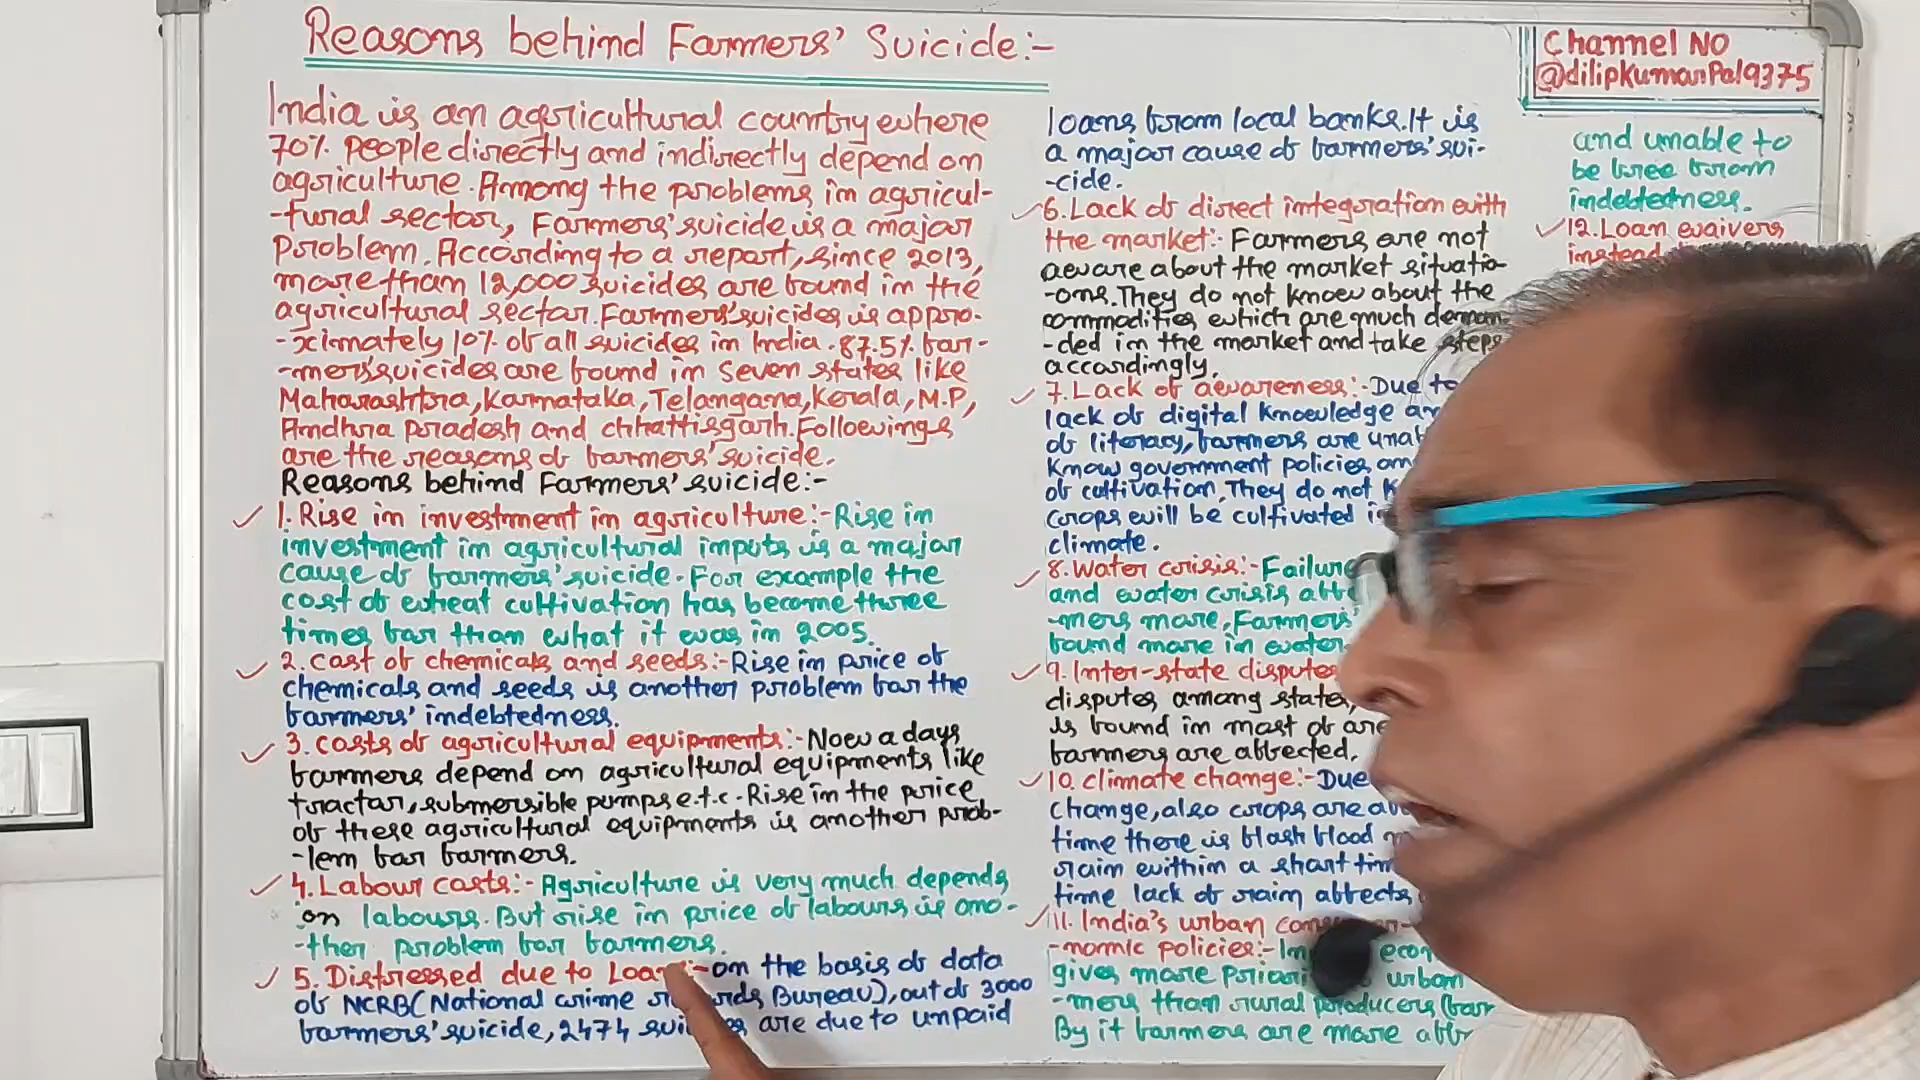 Reasons behind Farmers' Suicide:-
Channel NO
@dilipkumarPal9375
India is an agricultural country where
70% People directly and indirectly depend on
agriculture. Among the problems in agricul-
-tural sector, Farmers' suicide is a major
Problem. According to a report, since 2013,
more than 12,000 suicides are found in the
agricultural sector. Farmers' suicides is appro-
-ximately 10% of all suicides in India. 87.5% far-
-mers' suicides are found in seven states like
Maharashtra, Karnataka, Telangana, Kerala, M.P,
Andhra Pradesh and chhattisgarh. Followings
are the reasons of farmers' suicide.
Reasons behind Farmers' suicide:-
1. Rise in investment in agriculture:- Rise in
investment in agricultural inputs is a major
cause of farmers' suicide. For example the
cost of wheat cultivation has become three
times far than what it was in 2005.
2. Cost of chemicals and seeds:- Rise in price of
chemicals and seeds is another problem for the
farmers' indebtedness.
3. Costs of agricultural equipments:- Now a days
farmers depend on agricultural equipments like
tractor, submersible pumps e.t.c. Rise in the price
of these agricultural equipments is another prob-
-lem for farmers.
4. Labour costs:- Agriculture is very much depends
on labours. But rise in price of labours is ano-
-ther problem for farmers.
5. Distressed due to Loan:- on the basis of data
of NCRB (National crime Bureau), out of 3000
farmers' suicide, 2474 are due to unpaid
loans from local banks. It is
a major cause of farmers' sui-
-cide.
6. Lack of direct integration with
the market:- Farmers are not
aware about the market situatio-
-ons. They do not know about the
commodities which are much deman-
-ded in the market and take steps
accordingly.
7. Lack of awareness:- Due to
lack of digital knowledge
of literacy, farmers are
know government policies
of cultivation, They do not
crops will be cultivated
climate.
8. Water crisis:- Failure
and water crisis
-mers more, Farmers'
found more in water
9. Inter-state disputes
disputes among states,
is found in most of
farmers are affected.
10. climate change:- Due
change, also crops are
time there is flash flood
rain within a short
time lack of rain affects
11. India's urban
-nomic policies:-
gives more urban
-mers than rural producers
By it farmers are more
and unable to
be free from
indebtedness.
12. Loan waivers